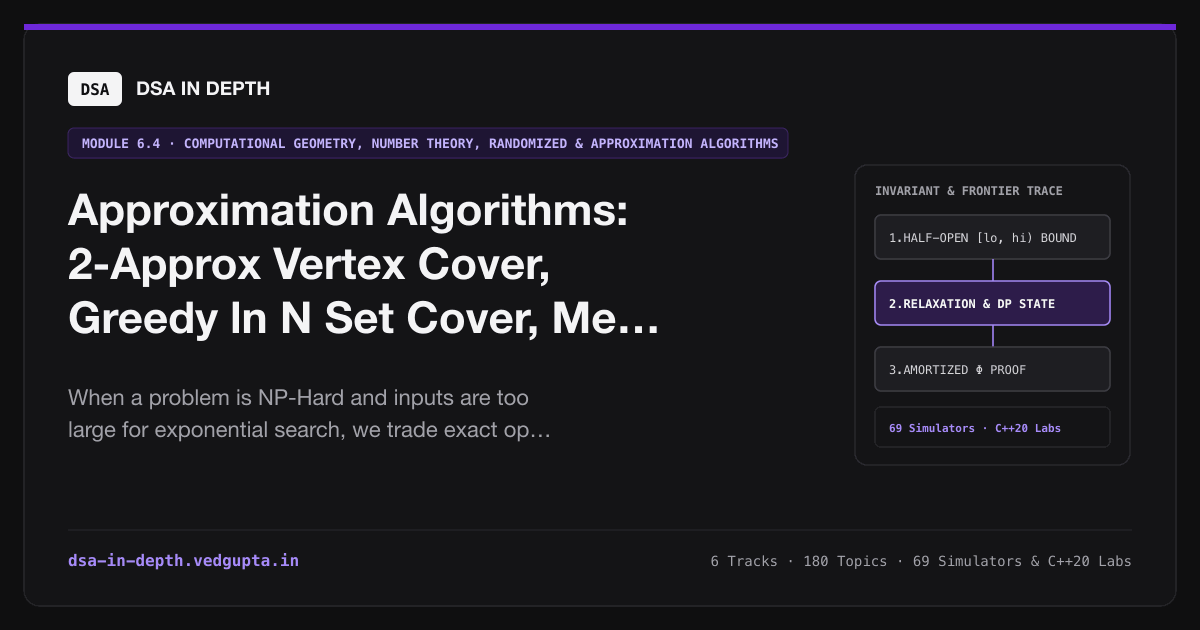 DSA DSA IN DEPTH
MODULE 6.4 · COMPUTATIONAL GEOMETRY, NUMBER THEORY, RANDOMIZED & APPROXIMATION ALGORITHMS
Approximation Algorithms:
2-Approx Vertex Cover,
Greedy ln N Set Cover, Me...
When a problem is NP-Hard and inputs are too
large for exponential search, we trade exact op...
INVARIANT & FRONTIER TRACE
1.HALF-OPEN [lo, hi) BOUND
2.RELAXATION & DP STATE
3.AMORTIZED Φ PROOF
69 Simulators · C++20 Labs
dsa-in-depth.vedgupta.in
6 Tracks · 180 Topics · 69 Simulators & C++20 Labs